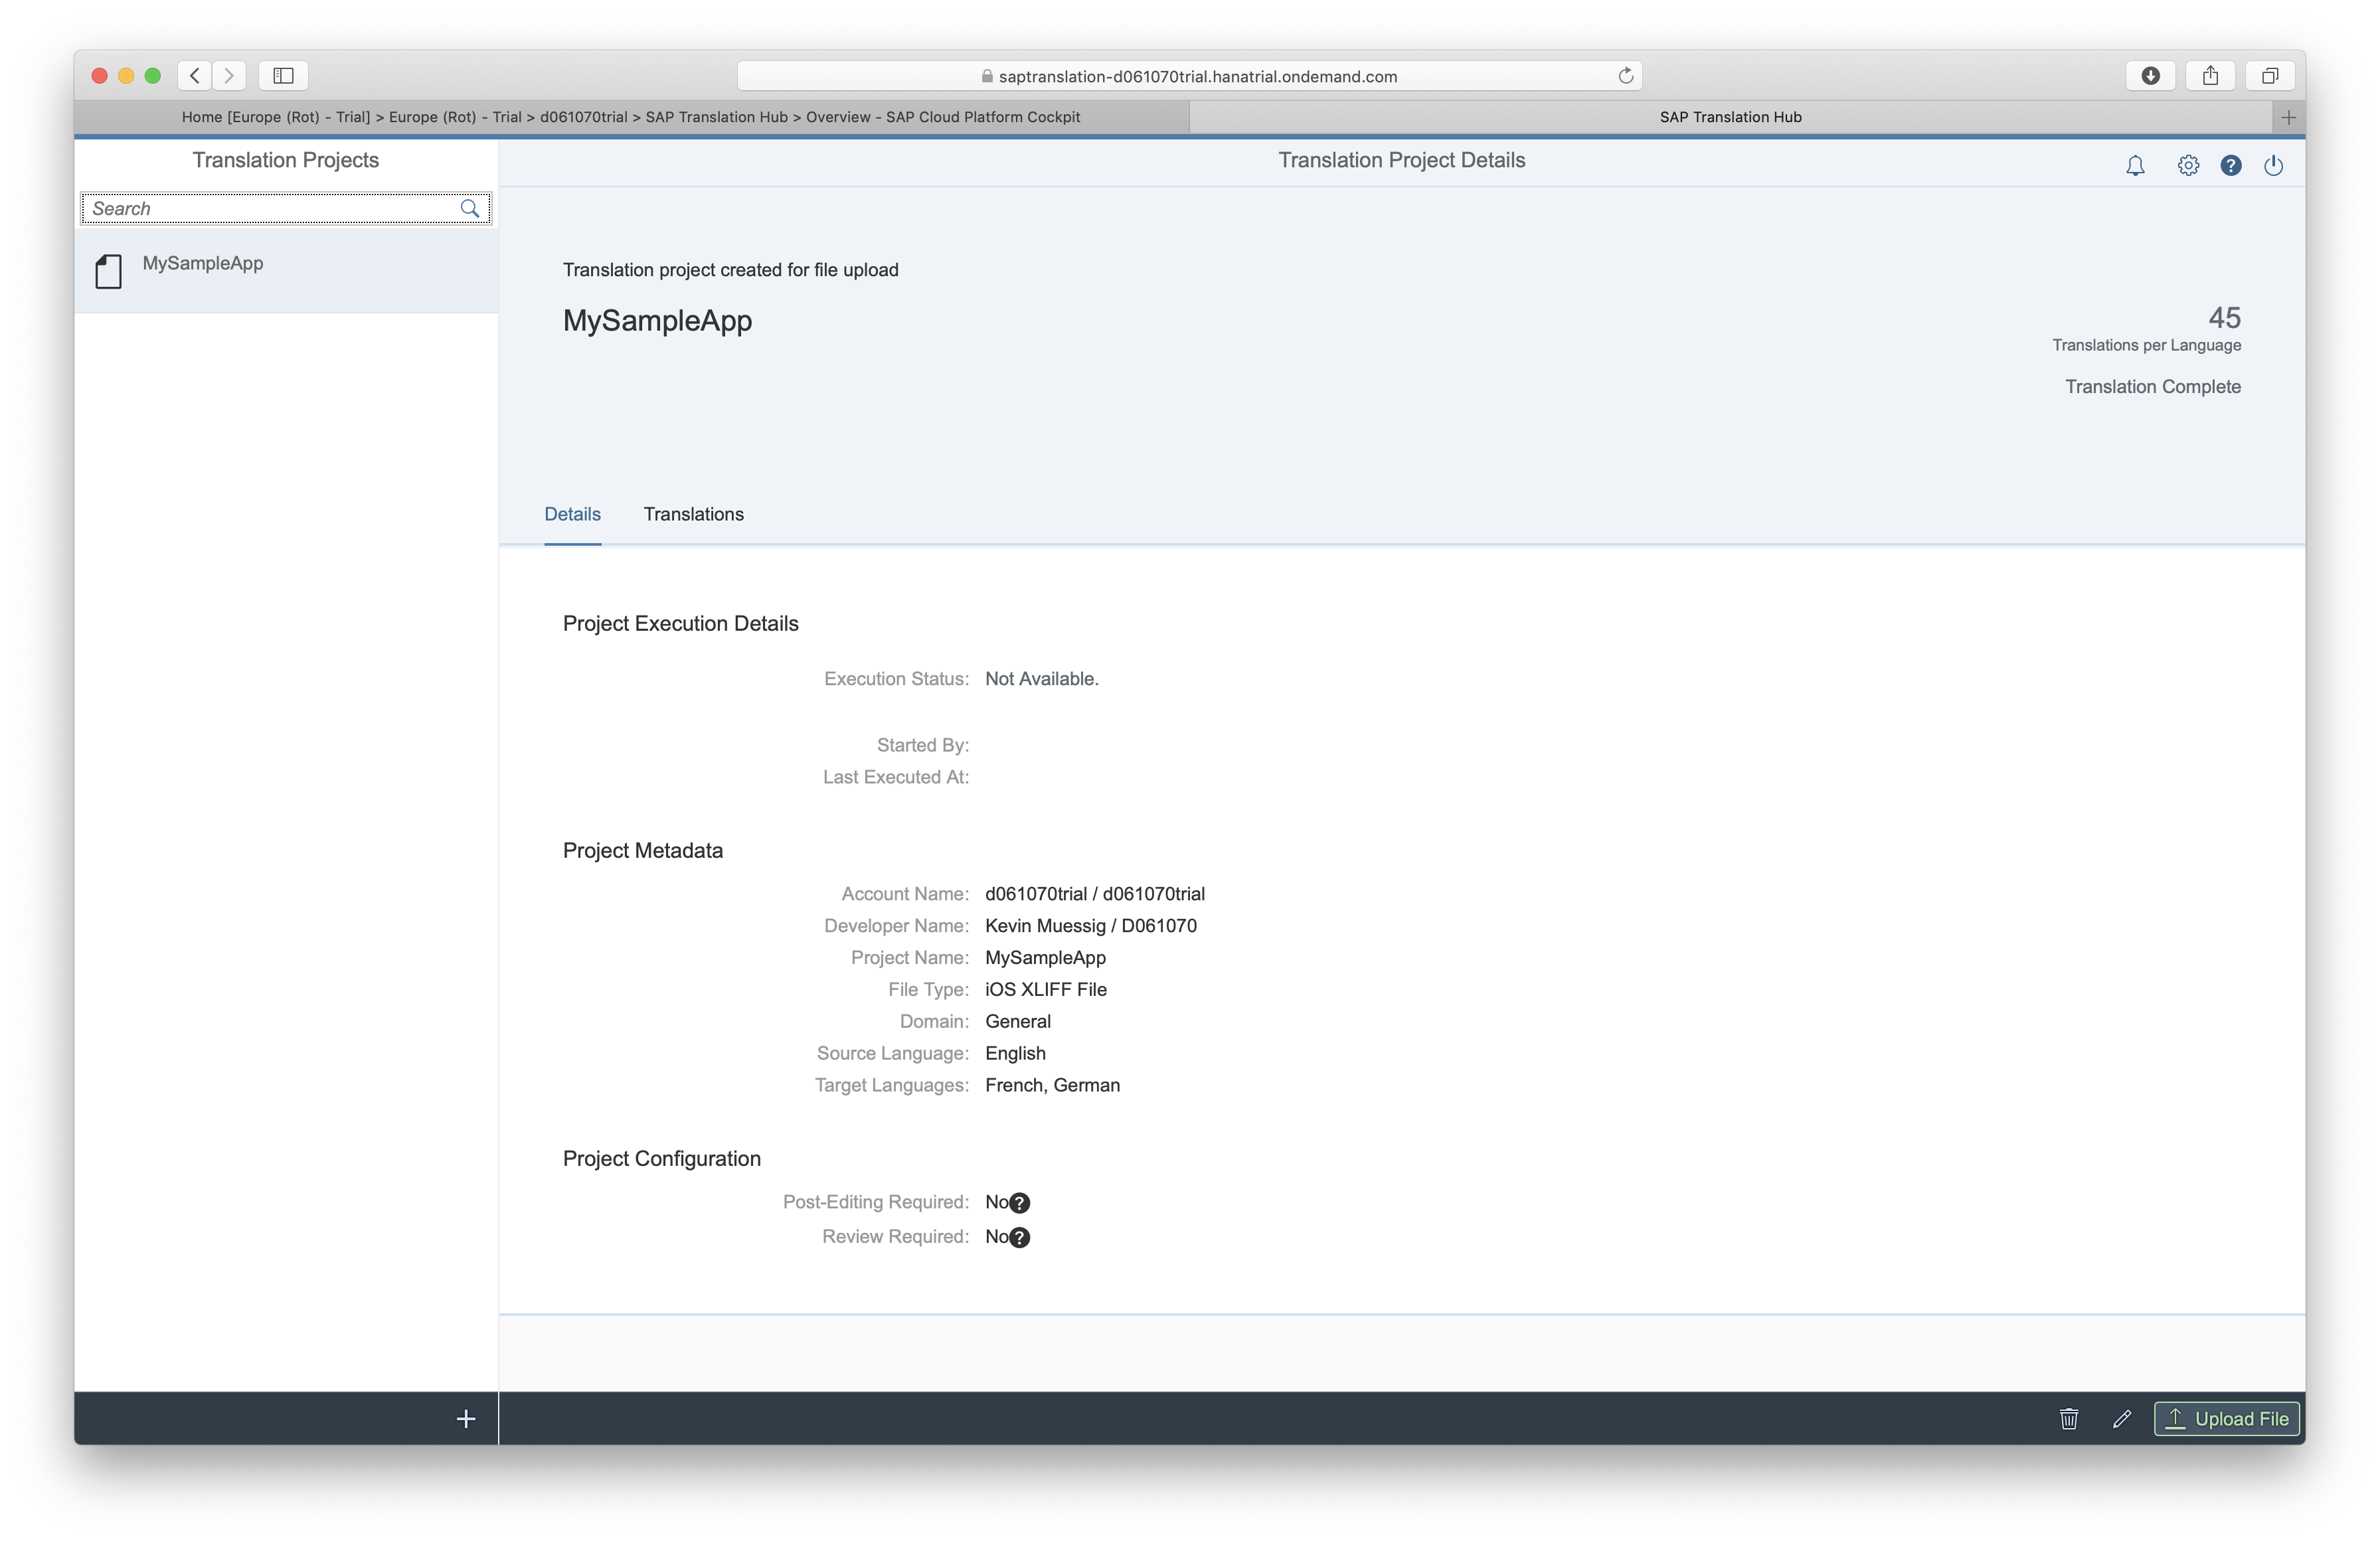 saptranslation-d061070trial.hanatrial.ondemand.com
Home [Europe (Rot) - Trial] > Europe (Rot) - Trial > d061070trial > SAP Translation Hub > Overview - SAP Cloud Platform Cockpit
SAP Translation Hub
Translation Projects
Search
MySampleApp
Translation Project Details
Translation project created for file upload
MySampleApp
45
Translations per Language
Translation Complete
Details
Translations
Project Execution Details
Execution Status: Not Available.
Started By:
Last Executed At:
Project Metadata
Account Name: d061070trial / d061070trial
Developer Name: Kevin Muessig / D061070
Project Name: MySampleApp
File Type: iOS XLIFF File
Domain: General
Source Language: English
Target Languages: French, German
Project Configuration
Post-Editing Required: No
Review Required: No
Upload File